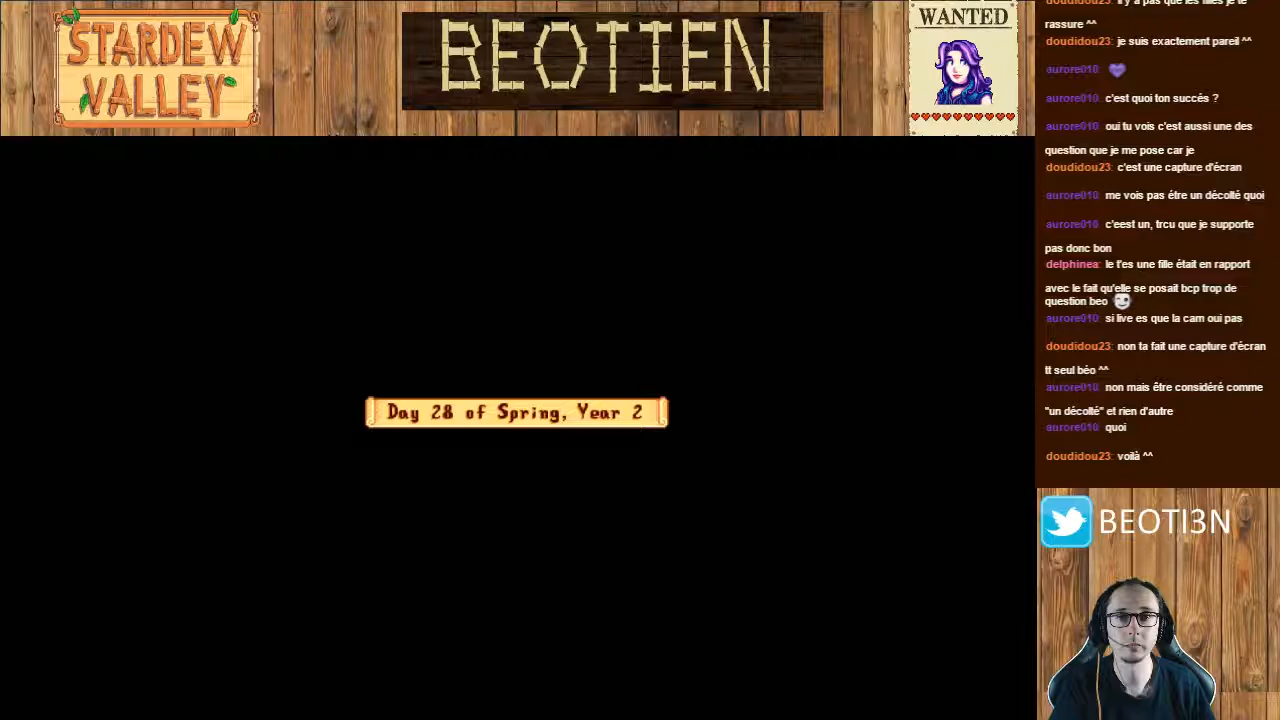 STARDEW
VALLEY
BEOTIEN
WANTED
rassure ^^
doudidou23: je suis exactement pareil ^^
aurore010:
aurore010: c'est quoi ton succés ?
aurore010: oui tu vois c'est aussi une des
question que je me pose car je
doudidou23: c'est une capture d'écran
aurore010: me vois pas étre un décolté quoi
aurore010: c'eest un, trcu que je supporte
pas donc bon
delphinea: le t'es une fille était en rapport
avec le fait qu'elle se posait bcp trop de
question beo
aurore010: si live es que la cam oui pas
doudidou23: non ta fait une capture d'écran
tt seul béo ^^
aurore010: non mais être considéré comme
"un décolté" et rien d'autre
aurore010: quoi
doudidou23: voilà ^^
Day 28 of Spring, Year 2
BEOTI3N